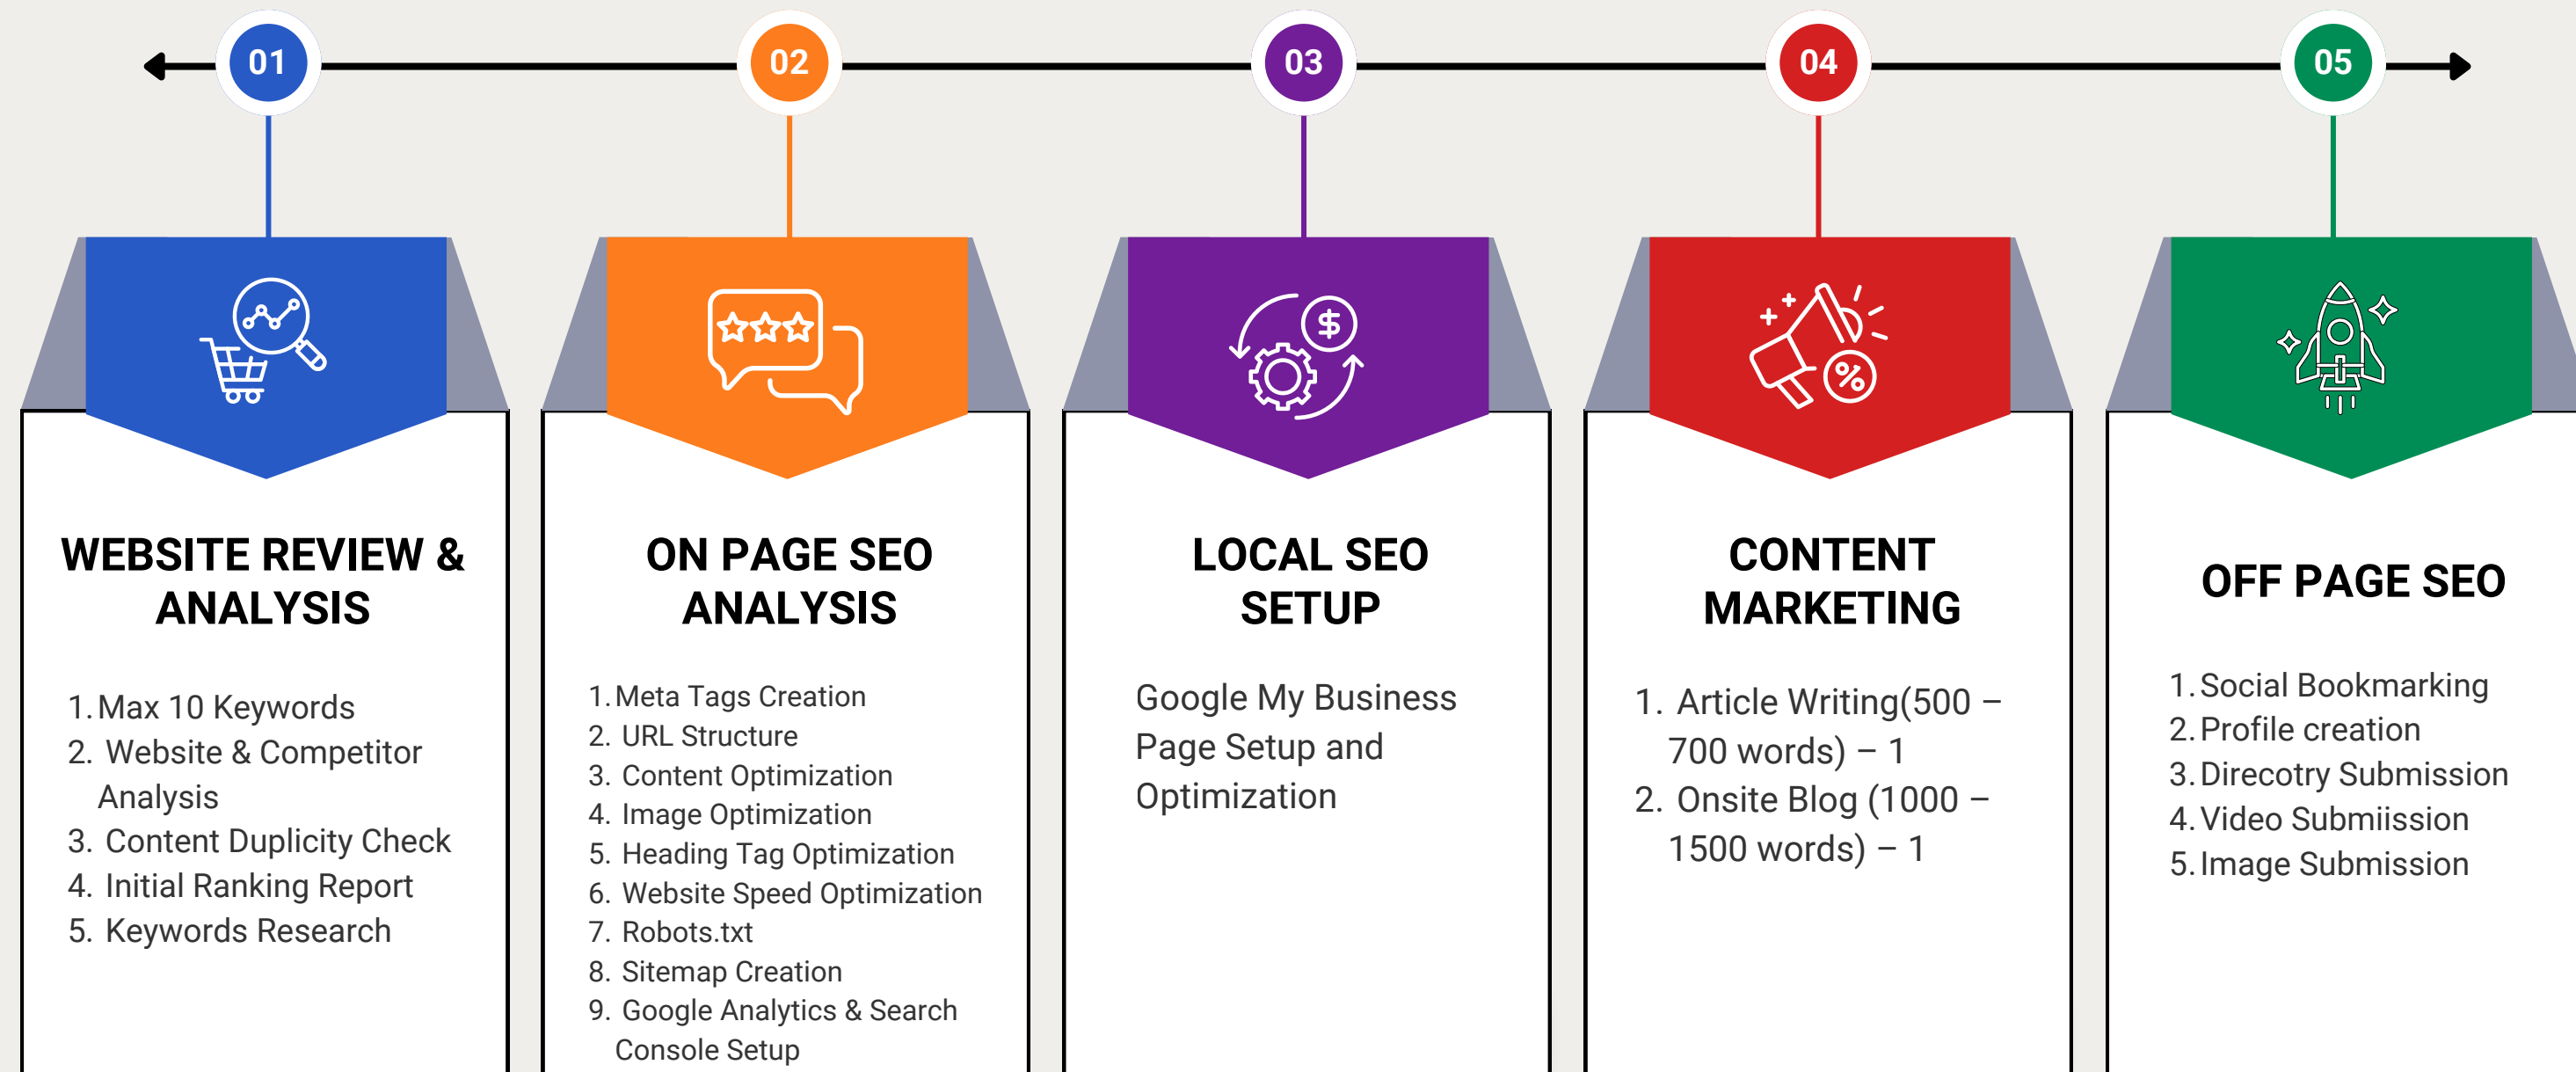 01
02
03
04
05
WEBSITE REVIEW &
ANALYSIS
1. Max 10 Keywords
2. Website & Competitor
Analysis
3. Content Duplicity Check
4. Initial Ranking Report
5. Keywords Research
ON PAGE SEO
ANALYSIS
1. Meta Tags Creation
2. URL Structure
3. Content Optimization
4. Image Optimization
5. Heading Tag Optimization
6. Website Speed Optimization
7. Robots.txt
8. Sitemap Creation
9. Google Analytics & Search
Console Setup
LOCAL SEO
SETUP
Google My Business
Page Setup and
Optimization
CONTENT
MARKETING
1. Article Writing(500 –
700 words) – 1
2. Onsite Blog (1000 –
1500 words) – 1
OFF PAGE SEO
1. Social Bookmarking
2. Profile creation
3. Direcotry Submission
4. Video Submiission
5. Image Submission